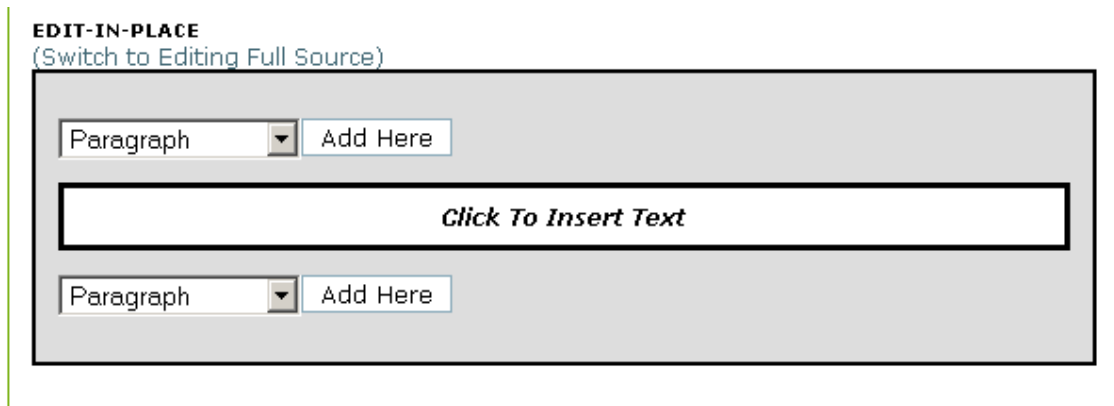 EDIT-IN-PLACE
(Switch to Editing Full Source)
Paragraph Add Here
Click To Insert Text
Paragraph Add Here